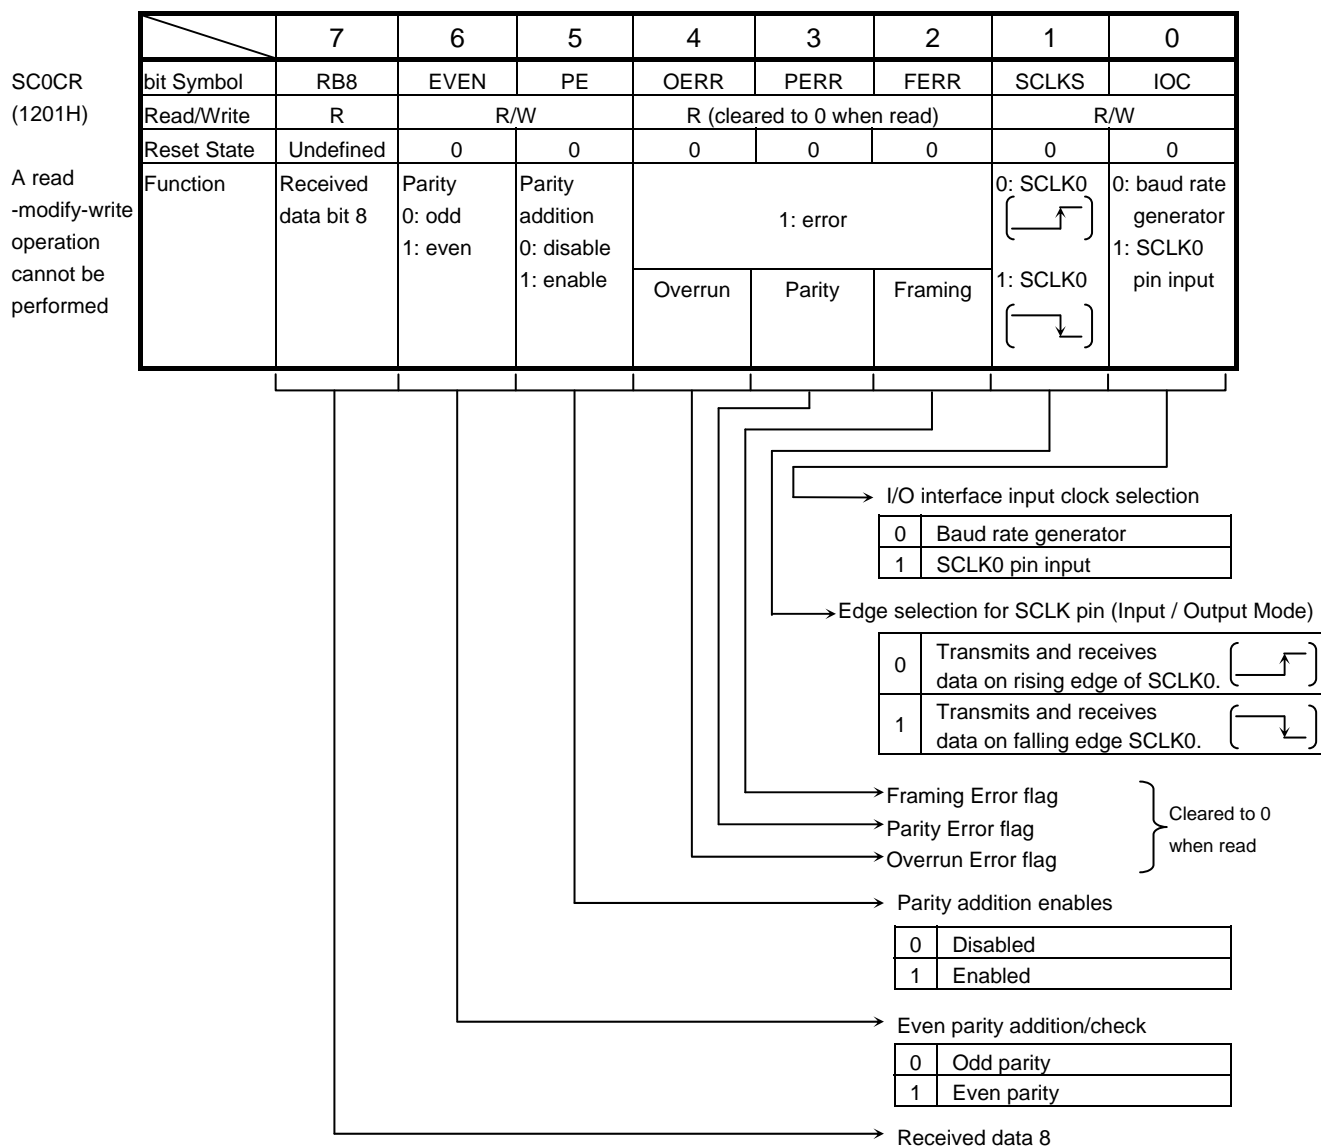 7 6 5 4 3 2 1 0
SC0CR
(1201H)
bit Symbol RB8 EVEN PE OERR PERR FERR SCLKS IOC
Read/Write R R/W R (cleared to 0 when read) R/W
Reset State Undefined 0 0 0 0 0 0 0
A read
-modify-write
operation
cannot be
performed
Function
Received
data bit 8
Parity
0: odd
1: even
Parity
addition
0: disable
1: enable
1: error
Overrun Parity Framing
0: SCLK0
1: SCLK0
0: baud rate
generator
1: SCLK0
pin input
I/O interface input clock selection
0 Baud rate generator
1 SCLK0 pin input
Edge selection for SCLK pin (Input / Output Mode)
0 Transmits and receives
data on rising edge of SCLK0.
1 Transmits and receives
data on falling edge SCLK0.
Framing Error flag
Parity Error flag
Overrun Error flag
Cleared to 0
when read
Parity addition enables
0 Disabled
1 Enabled
Even parity addition/check
0 Odd parity
1 Even parity
Received data 8